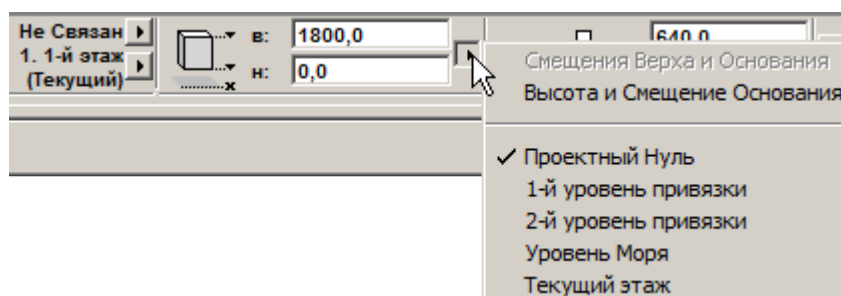 Не Связан
1. 1-й этаж
(Текущий)
в: 1800,0
н: 0,0
640,0
Смещения Верха и Основания
Высота и Смещение Основания
Проектный Нуль
1-й уровень привязки
2-й уровень привязки
Уровень Моря
Текущий этаж